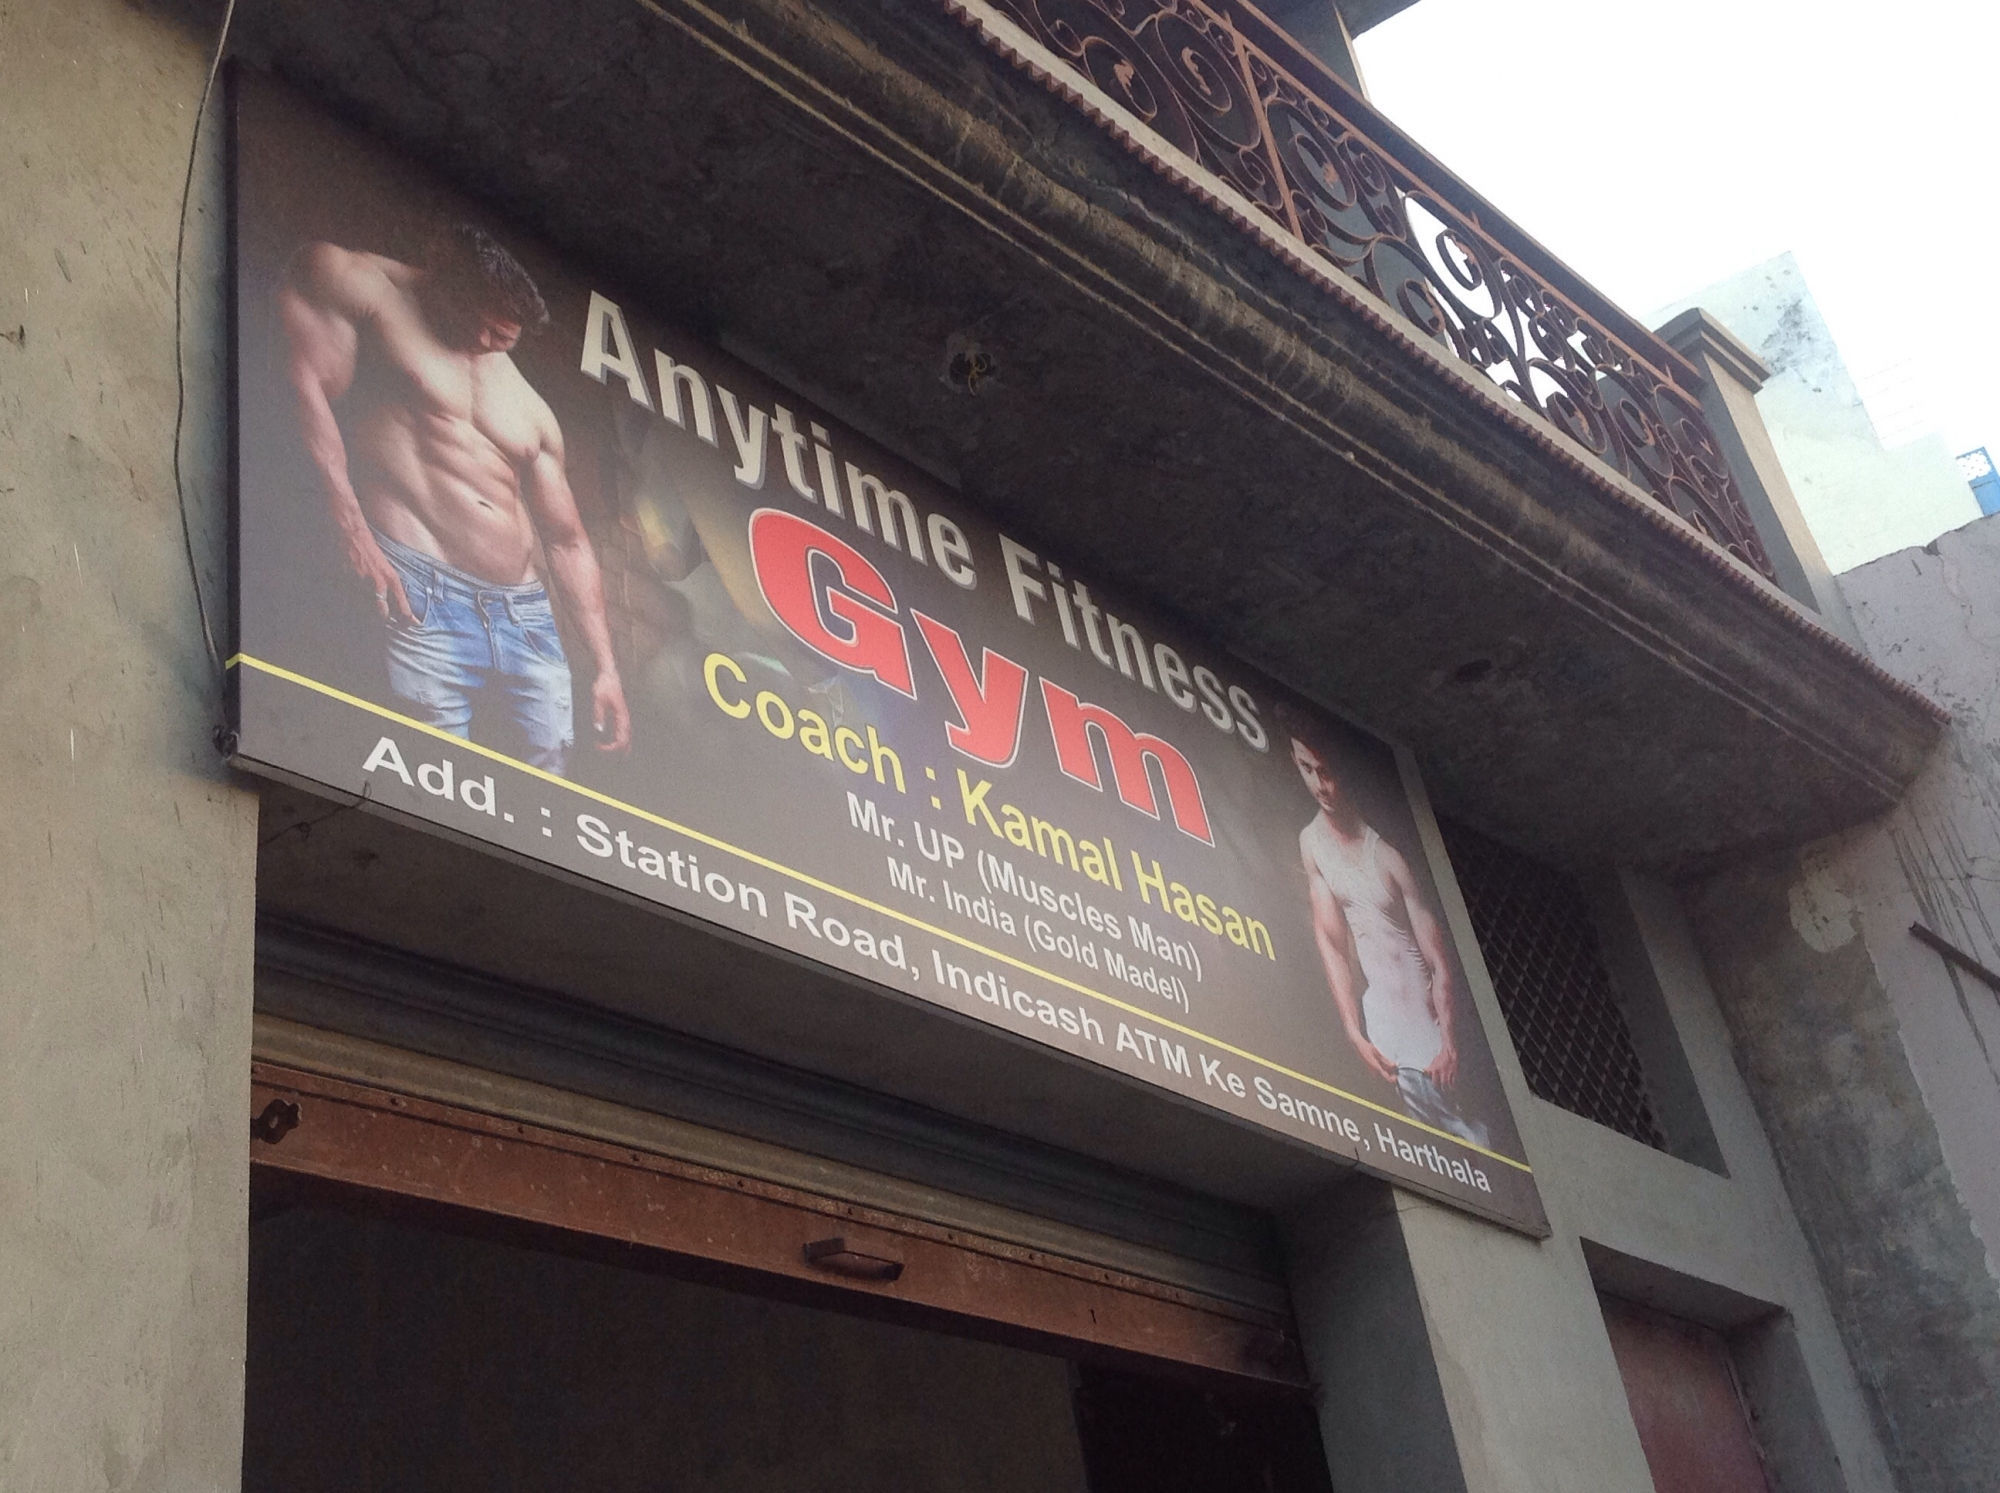 Anytime Fitness
Gym
Coach : Kamal Hasan
Mr. UP (Muscles Man)
Mr. India (Gold Madel)
Add. : Station Road, Indicash ATM Ke Samne, Harthala